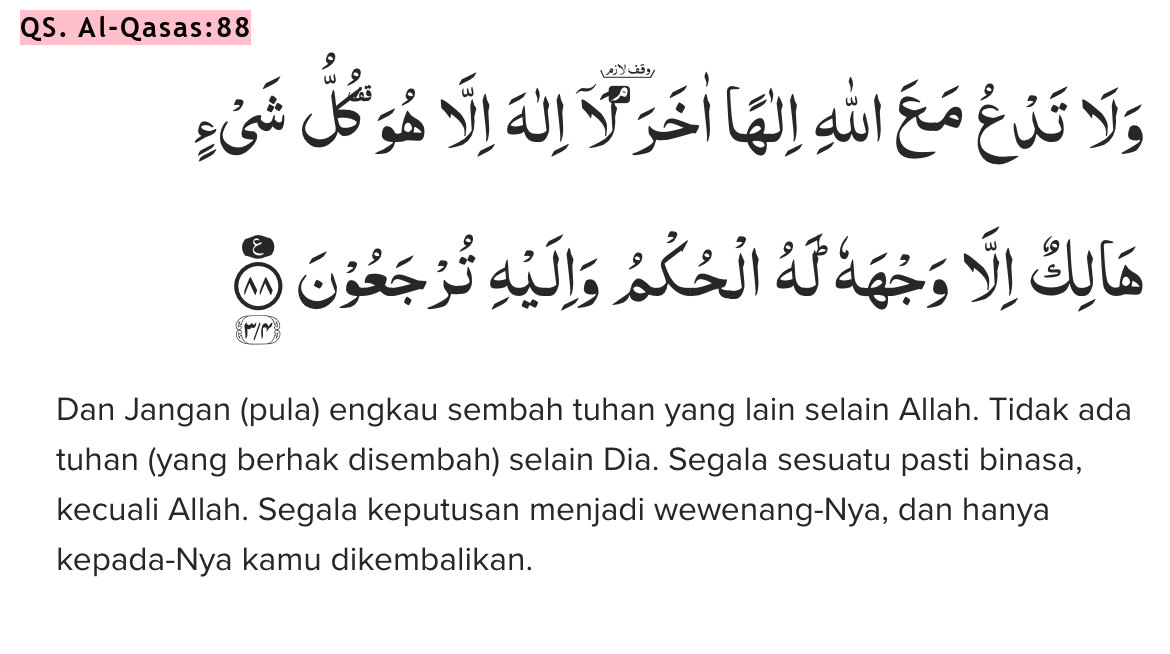 QS. Al-Qasas:88
وَلَا تَدْعُ مَعَ اللّٰهِ اِلٰهًا اٰخَرَ ۘ لَآ اِلٰهَ اِلَّا هُوَ ۗ كُلُّ شَيْءٍ
وقف لازم
هَالِكٌ اِلَّا وَجْهَهٗ ۗ لَهُ الْحُكْمُ وَاِلَيْهِ تُرْجَعُوْنَ ࣖ ٨٨
٣/٤
Dan Jangan (pula) engkau sembah tuhan yang lain selain Allah. Tidak ada
tuhan (yang berhak disembah) selain Dia. Segala sesuatu pasti binasa,
kecuali Allah. Segala keputusan menjadi wewenang-Nya, dan hanya
kepada-Nya kamu dikembalikan.